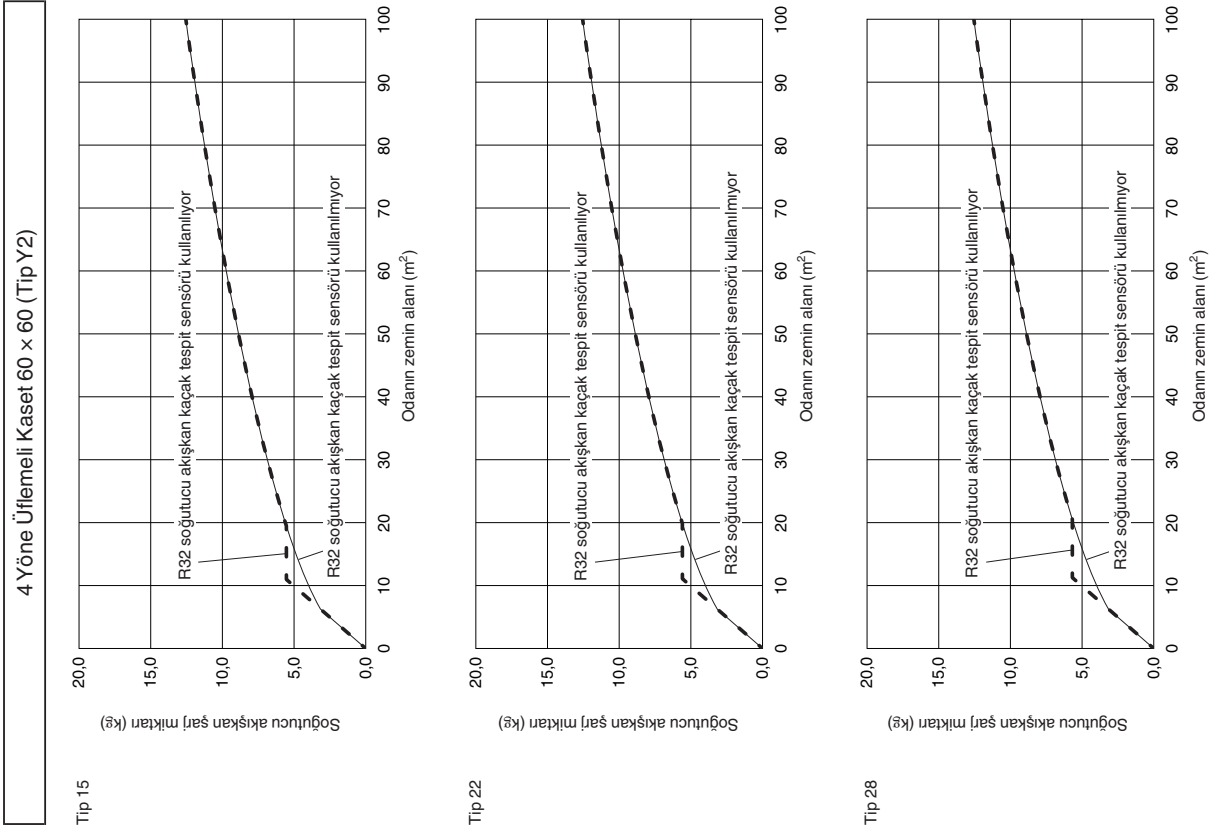 4 Yöne Üflemeli Kaset 60 × 60 (Tip Y2)
Tip 15
Soğutucu akışkan şarj miktarı (kg)
20,0
15,0
10,0
5,0
0,0
R32 soğutucu akışkan kaçak tespit sensörü kullanılıyor
R32 soğutucu akışkan kaçak tespit sensörü kullanılmıyor
0 10 20 30 40 50 60 70 80 90 100
Odanın zemin alanı (m²)
Tip 22
Soğutucu akışkan şarj miktarı (kg)
20,0
15,0
10,0
5,0
0,0
R32 soğutucu akışkan kaçak tespit sensörü kullanılıyor
R32 soğutucu akışkan kaçak tespit sensörü kullanılmıyor
0 10 20 30 40 50 60 70 80 90 100
Odanın zemin alanı (m²)
Tip 28
Soğutucu akışkan şarj miktarı (kg)
20,0
15,0
10,0
5,0
0,0
R32 soğutucu akışkan kaçak tespit sensörü kullanılıyor
R32 soğutucu akışkan kaçak tespit sensörü kullanılmıyor
0 10 20 30 40 50 60 70 80 90 100
Odanın zemin alanı (m²)